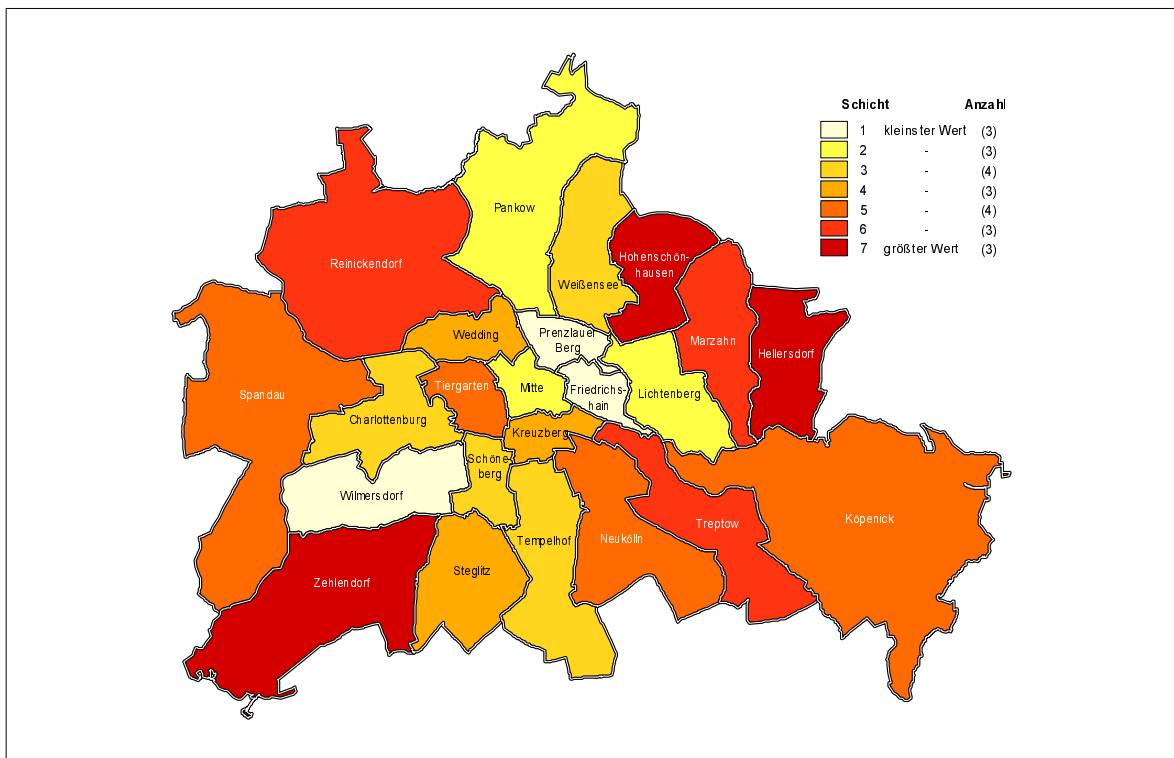 Schicht Anzahl
1 kleinster Wert (3)
2 - (3)
3 - (4)
4 - (3)
5 - (4)
6 - (3)
7 größter Wert (3)
Pankow
Reinickendorf
Hohenschön-
hausen
Weißensee
Wedding
Prenzlauer
Berg
Marzahn
Hellersdorf
Spandau
Tiergarten
Mitte
Friedrichs-
hain
Lichtenberg
Charlottenburg
Kreuzberg
Schöne-
berg
Wilmersdorf
Köpenick
Treptow
Tempelhof
Neukölln
Steglitz
Zehlendorf